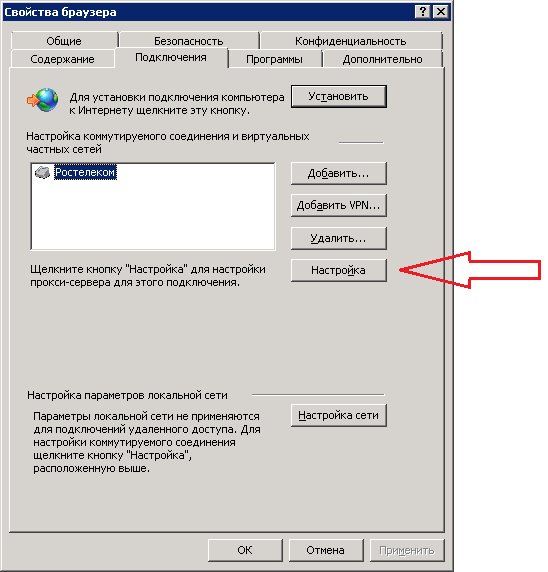 Свойства браузера
Общие
Безопасность
Конфиденциальность
Содержание
Подключения
Программы
Дополнительно
Для установки подключения компьютера
к Интернету щелкните эту кнопку.
Установить
Настройка коммутируемого соединения и виртуальных
частных сетей
Ростелеком
Добавить...
Добавить VPN...
Удалить...
Щелкните кнопку "Настройка" для настройки
прокси-сервера для этого подключения.
Настройка
Настройка параметров локальной сети
Параметры локальной сети не применяются
для подключений удаленного доступа. Для
настройки коммутируемого соединения
щелкните кнопку "Настройка",
расположенную выше.
Настройка сети
OK
Отмена
Применить